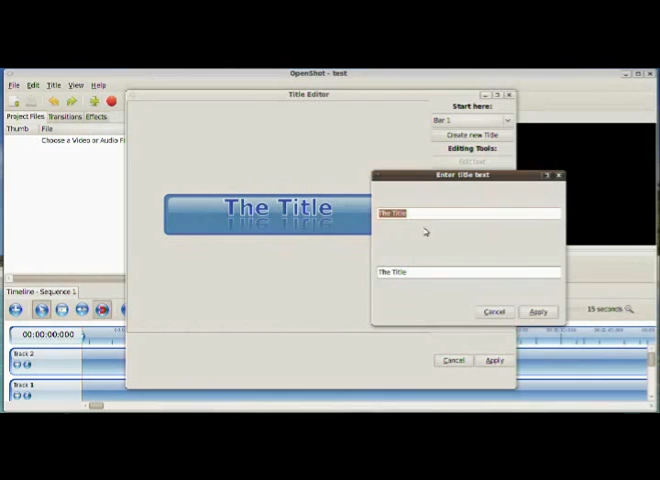 OpenShot - test
File Edit Title View Help
Title Editor
Start here:
Bar 1
Create new Title
Editing Tools:
Edit text
Project Files Transitions Effects
Thumb File
Choose a Video or Audio Fi
The Title
Enter title text
The Title
The Title
Cancel Apply
Timeline - Sequence 1
15 seconds
00:00:00:000
Cancel Apply
Track 2
Track 1